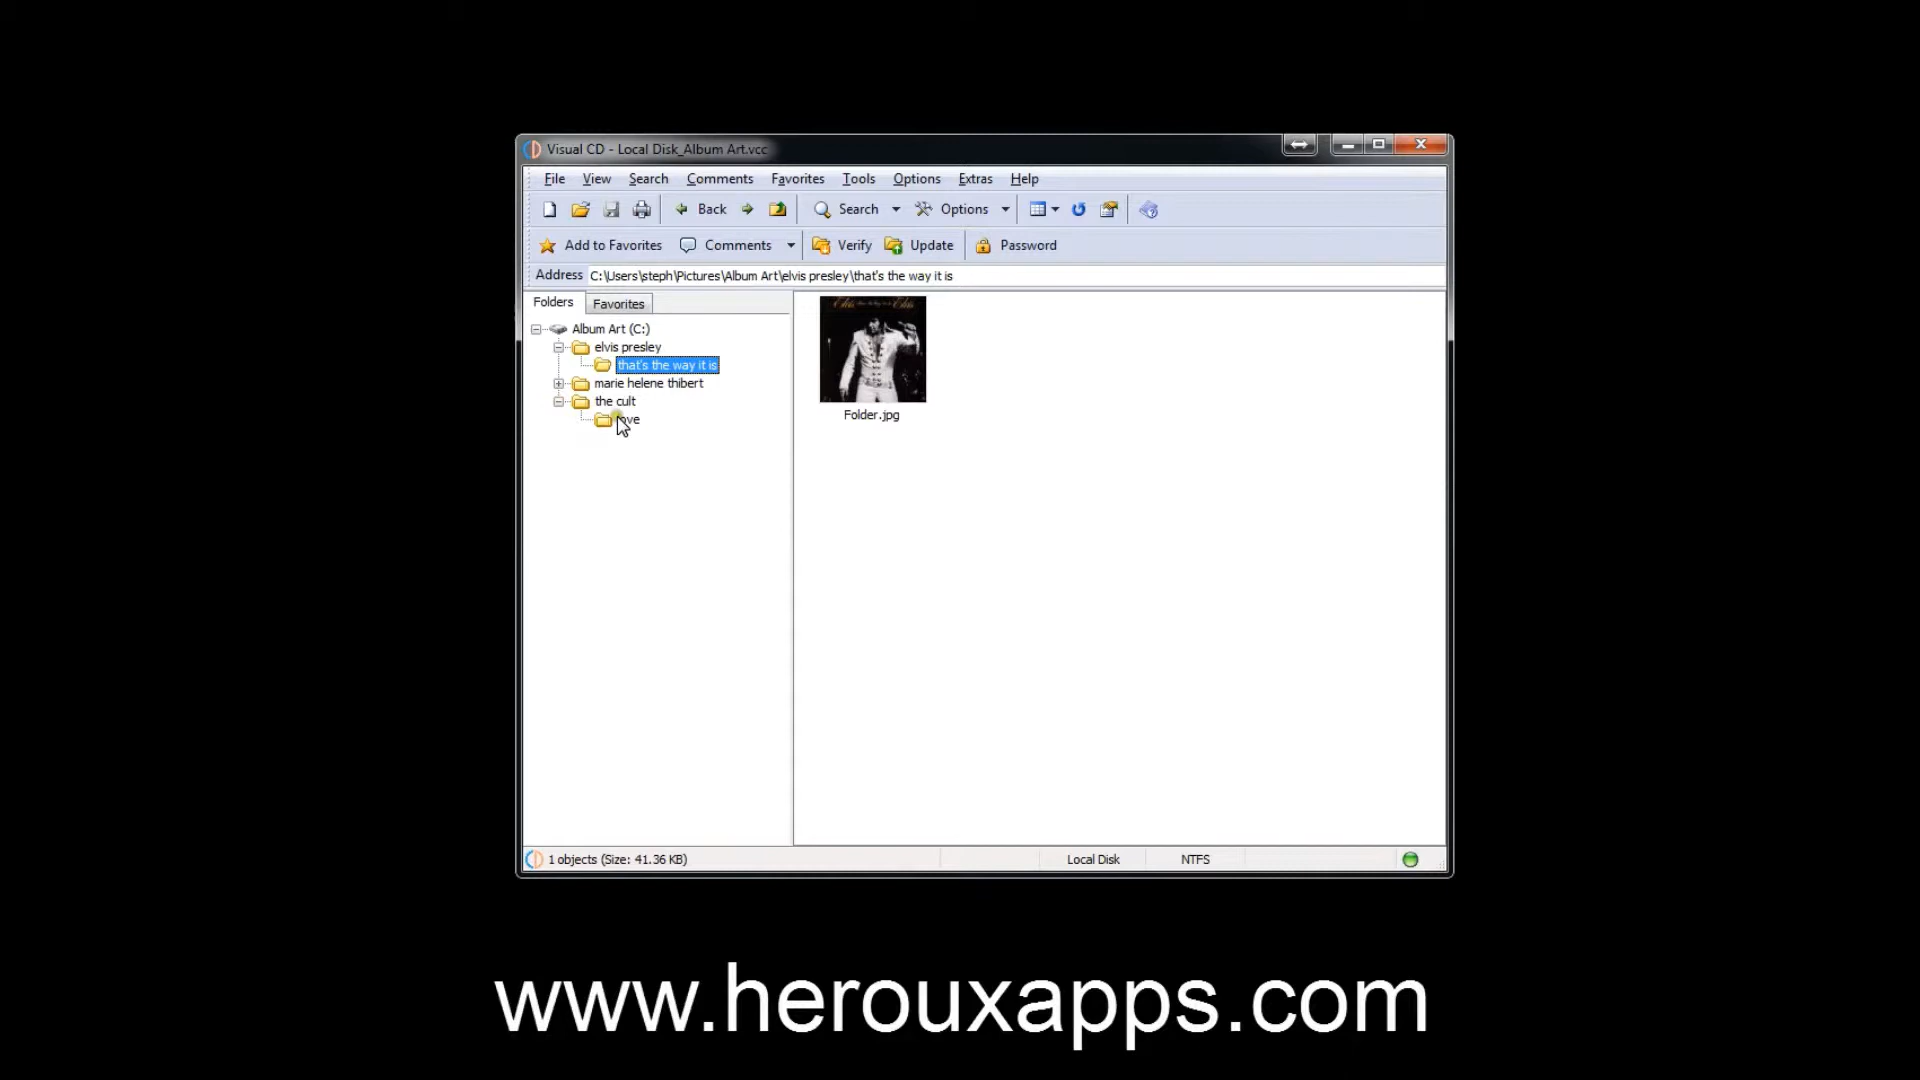 Visual CD - Local Disk_Album Art.vcc
File View Search Comments Favorites Tools Options Extras Help
Back Search Options
Add to Favorites Comments Verify Update Password
Address C:\Users\steph\Pictures\Album Art\elvis presley\that's the way it is
Folders Favorites
Album Art (C:)
elvis presley
that's the way it is
marie helene thibert
the cult
Folder.jpg
1 objects (Size: 41.36 KB) Local Disk NTFS
www.herouxapps.com